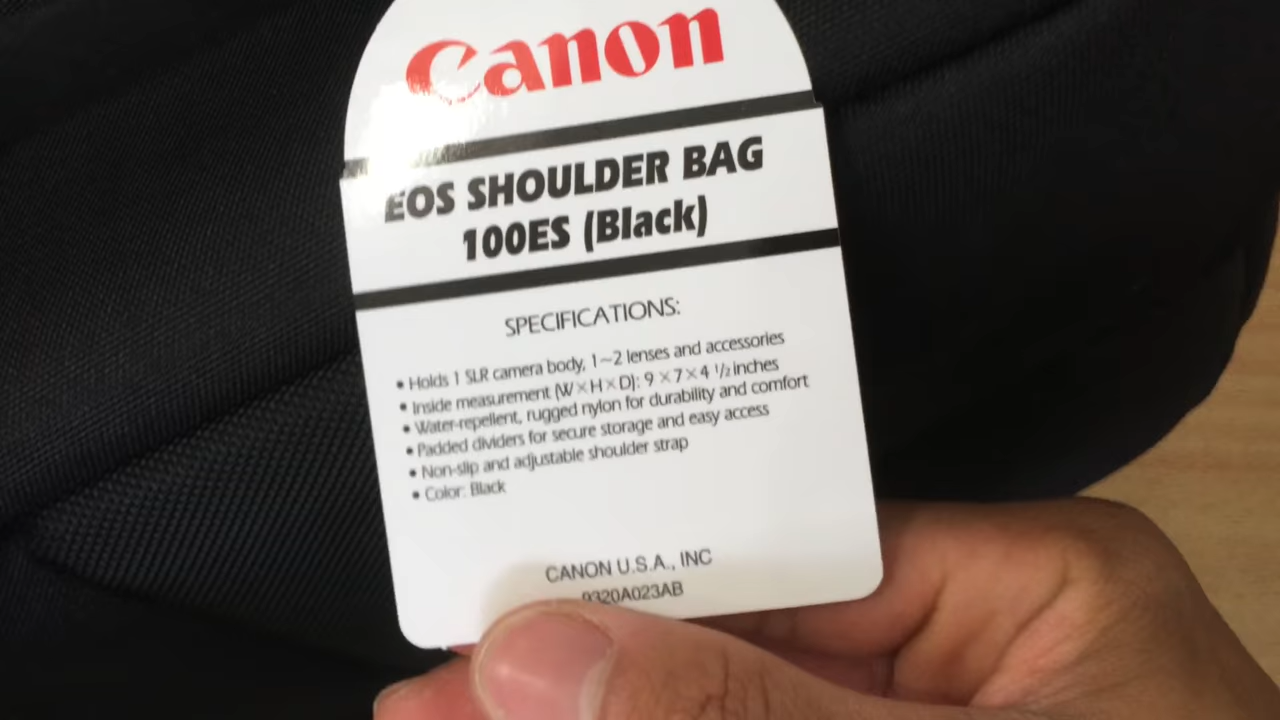 Canon
EOS SHOULDER BAG
100ES (Black)
SPECIFICATIONS:
• Holds 1 SLR camera body, 1~2 lenses and accessories
• Inside measurement (W×H×D): 9×7×4 1/2 inches
• Water-repellent, rugged nylon for durability and comfort
• Padded dividers for secure storage and easy access
• Non-slip and adjustable shoulder strap
• Color: Black
CANON U.S.A., INC
9320A023AB